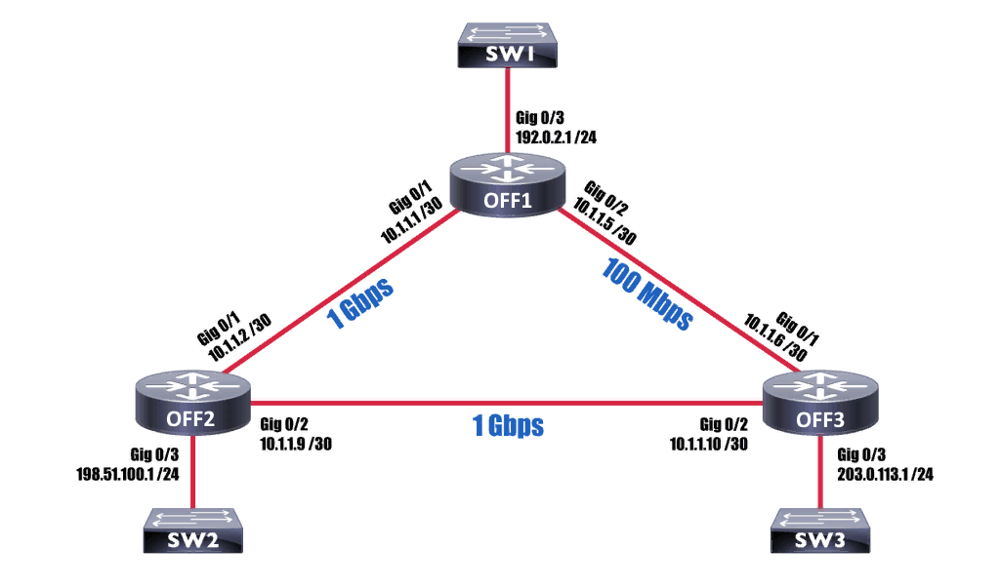 SW1
Gig 0/3
192.0.2.1 /24
OFF1
Gig 0/1
10.1.1.1 /30
Gig 0/2
10.1.1.5 /30
1 Gbps
100 Mbps
Gig 0/1
10.1.1.2 /30
Gig 0/1
10.1.1.6 /30
OFF2
OFF3
Gig 0/2
10.1.1.9 /30
1 Gbps
Gig 0/2
10.1.1.10 /30
Gig 0/3
198.51.100.1 /24
Gig 0/3
203.0.113.1 /24
SW2
SW3